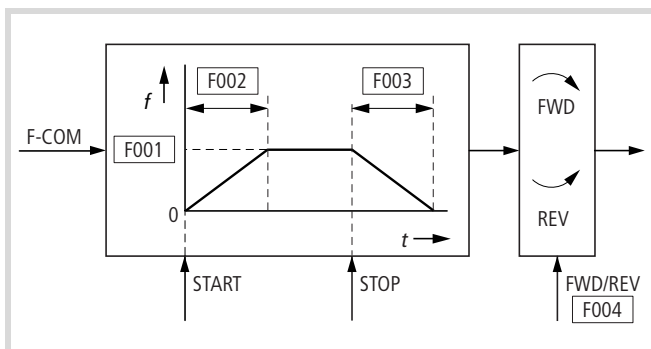 f
F002
F003
F-COM
F001
FWD
0
REV
t
START
STOP
FWD/REV
F004